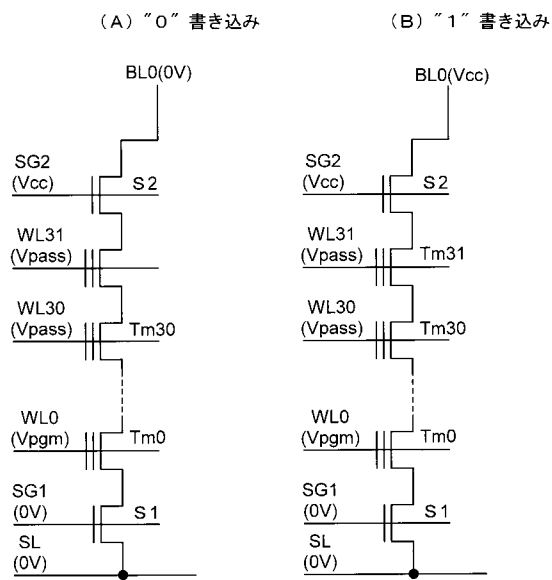 (A) "0" 書き込み
BL0(0V)
SG2
(Vcc)
S2
WL31
(Vpass)
WL30
(Vpass)
Tm30
WL0
(Vpgm)
Tm0
SG1
(0V)
S1
SL
(0V)
(B) "1" 書き込み
BL0(Vcc)
SG2
(Vcc)
S2
WL31
(Vpass)
Tm31
WL30
(Vpass)
Tm30
WL0
(Vpgm)
Tm0
SG1
(0V)
S1
SL
(0V)